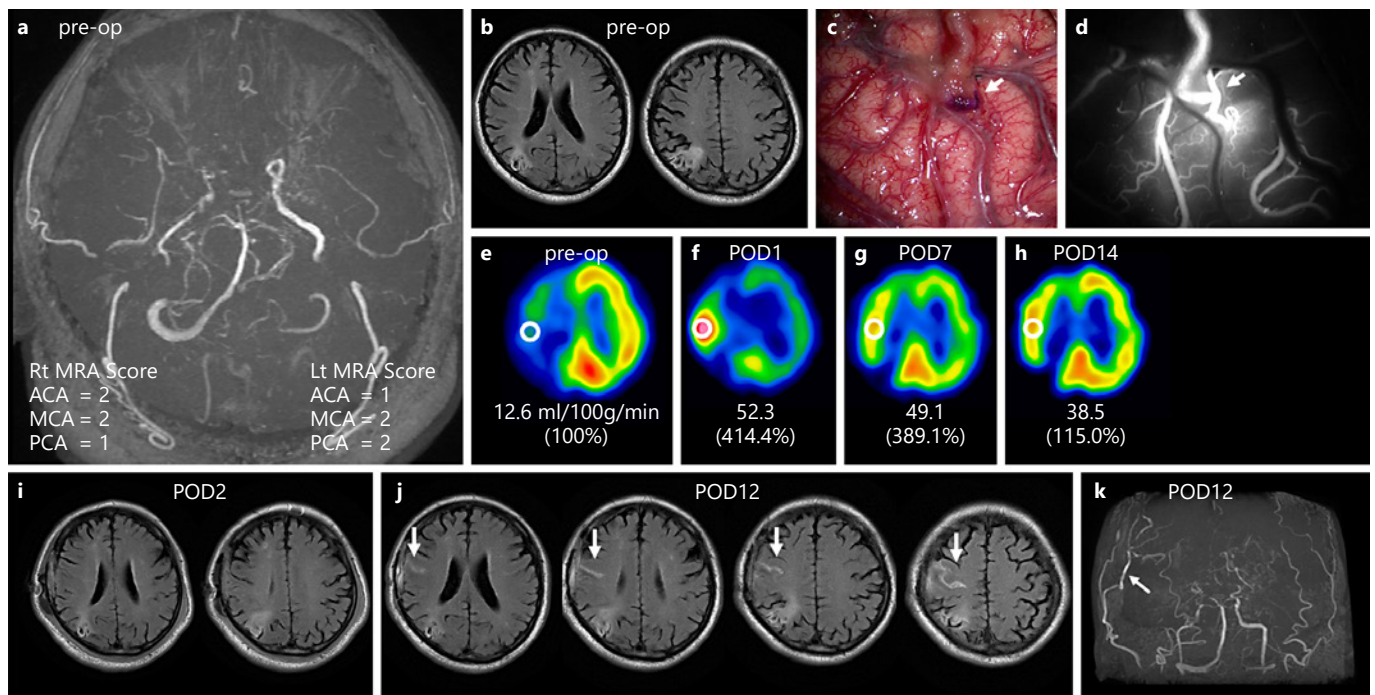 a pre-op
Rt MRA Score
ACA = 2
MCA = 2
PCA = 1
Lt MRA Score
ACA = 1
MCA = 2
PCA = 2
b pre-op
c
d
e pre-op
12.6 ml/100g/min
(100%)
f POD1
52.3
(414.4%)
g POD7
49.1
(389.1%)
h POD14
38.5
(115.0%)
i POD2
j POD12
k POD12